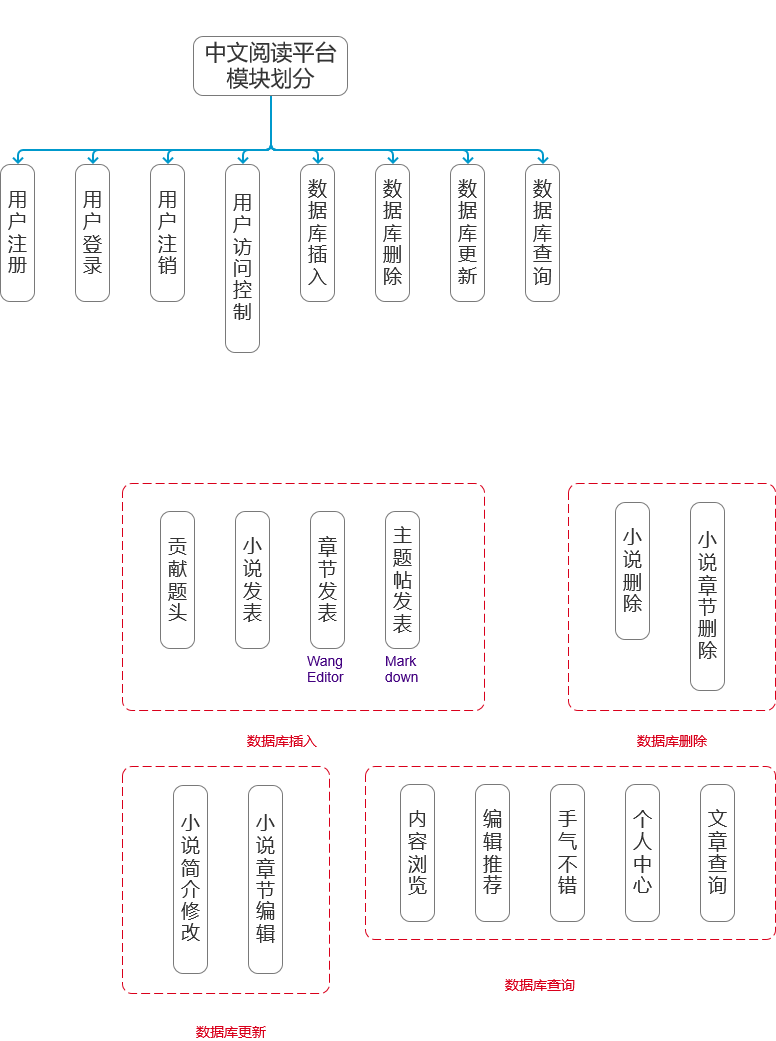 中文阅读平台
模块划分
用户注册
用户登录
用户注销
用户访问控制
数据库插入
数据库删除
数据库更新
数据库查询
贡献题头
小说发表
章节发表
主题帖发表
Wang
Editor
Mark
down
小说删除
小说章节删除
数据库插入
数据库删除
小说简介修改
小说章节编辑
内容浏览
编辑推荐
手气不错
个人中心
文章查询
数据库查询
数据库更新